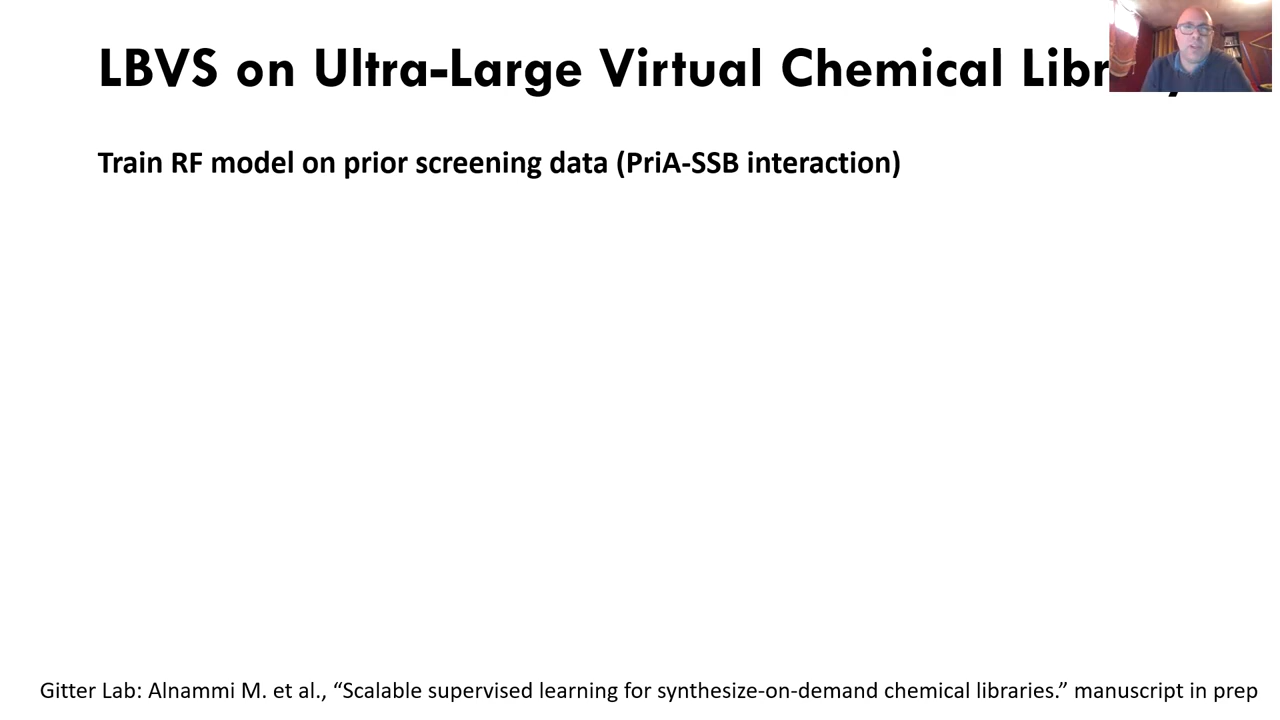 LBVS on Ultra-Large Virtual Chemical
Train RF model on prior screening data (PriA-SSB interaction)
Gitter Lab: Alnammi M. et al., “Scalable supervised learning for synthesize-on-demand chemical libraries.” manuscript in prep